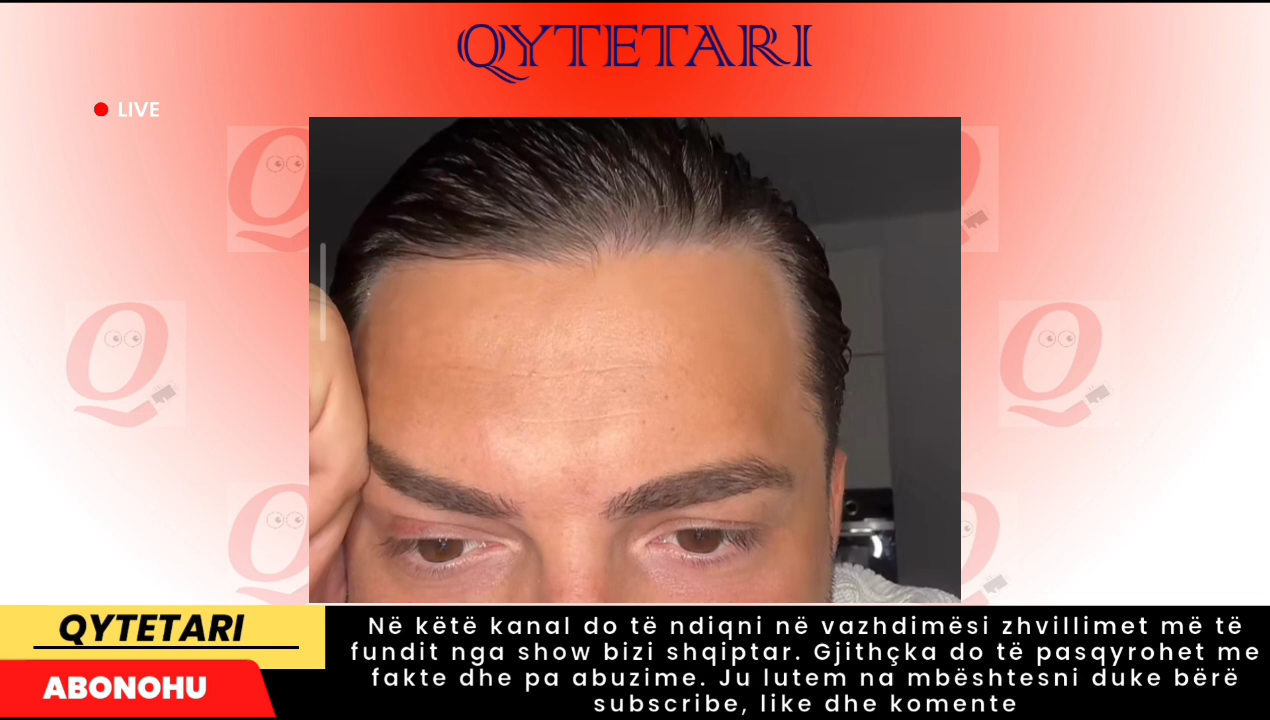 QYTETARI
LIVE
QYTETARI
ABONOHU
Në këtë kanal do të ndiqni në vazhdimësi zhvillimet më të
fundit nga show bizi shqiptar. Gjithçka do të pasqyrohet me
fakte dhe pa abuzime. Ju lutem na mbështesni duke bërë
subscribe, like dhe komente